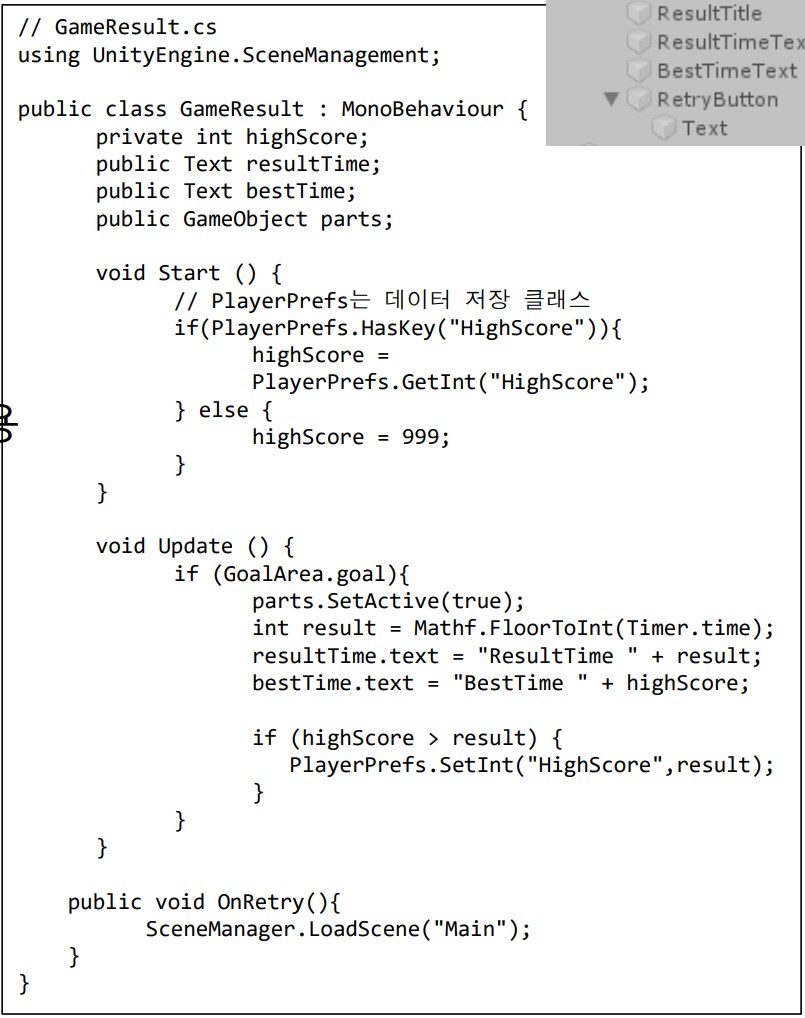 // GameResult.cs
using UnityEngine.SceneManagement;
public class GameResult : MonoBehaviour {
private int highScore;
public Text resultTime;
public Text bestTime;
public GameObject parts;
void Start () {
// PlayerPrefs는 데이터 저장 클래스
if(PlayerPrefs.HasKey("HighScore")){
highScore =
PlayerPrefs.GetInt("HighScore");
} else {
highScore = 999;
}
}
void Update () {
if (GoalArea.goal){
parts.SetActive(true);
int result = Mathf.FloorToInt(Timer.time);
resultTime.text = "ResultTime " + result;
bestTime.text = "BestTime " + highScore;
if (highScore > result) {
PlayerPrefs.SetInt("HighScore",result);
}
}
}
public void OnRetry(){
SceneManager.LoadScene("Main");
}
}
ResultTitle
ResultTimeTex
BestTimeText
▼ RetryButton
Text